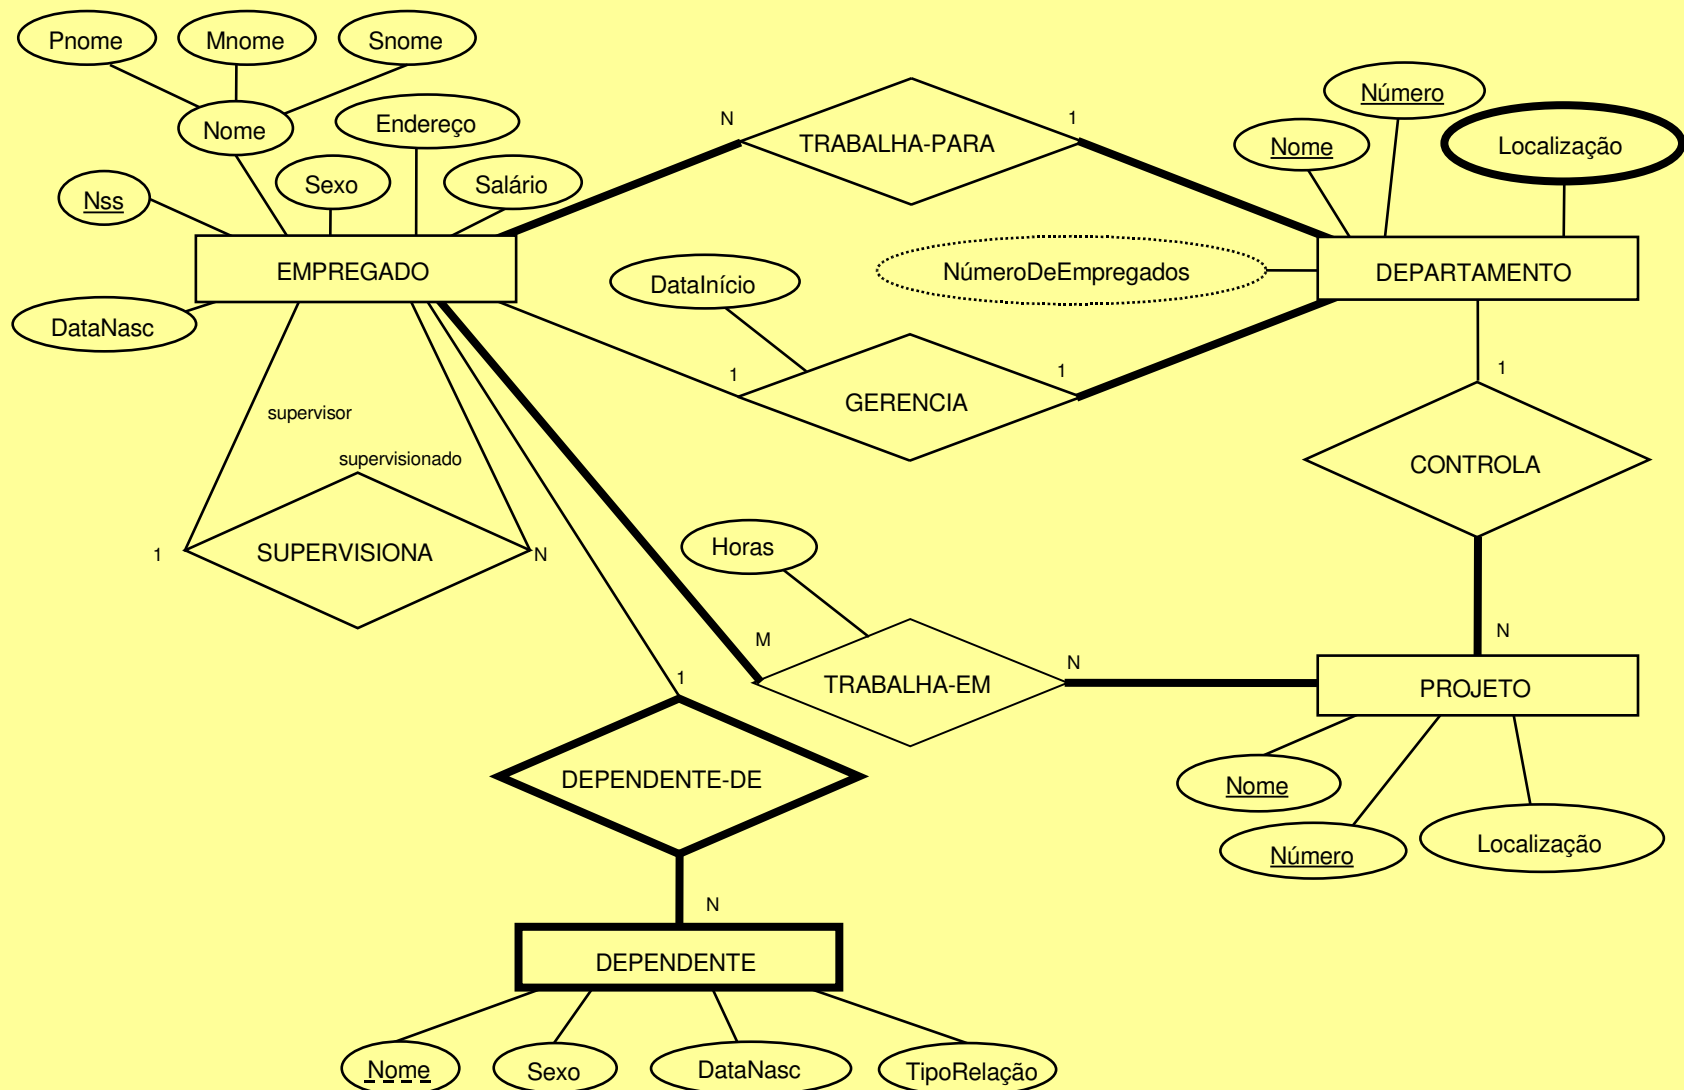 Pnome
Mnome
Snome
Nome
Endereço
Nss
Sexo
Salário
EMPREGADO
DataNasc
N
TRABALHA-PARA
1
Número
Nome
Localização
DataInício
NúmeroDeEmpregados
DEPARTAMENTO
1
GERENCIA
1
1
supervisor
supervisionado
1
SUPERVISIONA
N
CONTROLA
Horas
M
TRABALHA-EM
N
N
PROJETO
1
DEPENDENTE-DE
Nome
Número
Localização
N
DEPENDENTE
Nome
Sexo
DataNasc
TipoRelação